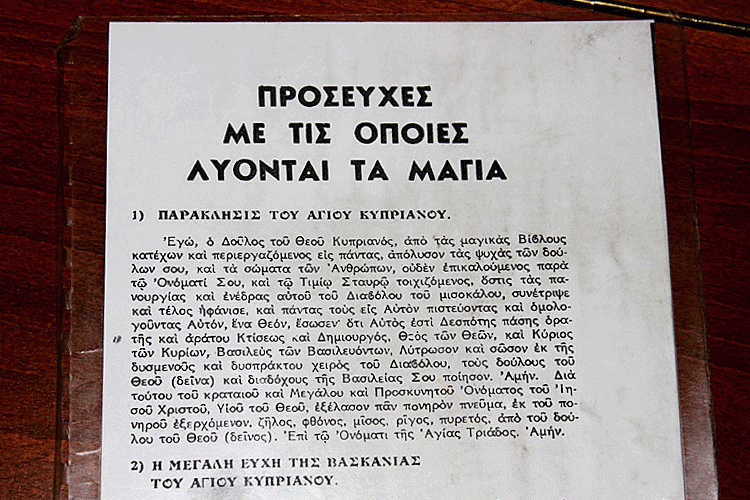 ΠΡΟΣΕΥΧΕΣ
ΜΕ ΤΙΣ ΟΠΟΙΕΣ
ΛΥΟΝΤΑΙ ΤΑ ΜΑΓΙΑ
1) ΠΑΡΑΚΛΗΣΙΣ ΤΟΥ ΑΓΙΟΥ ΚΥΠΡΙΑΝΟΥ.
Ἐγώ, ὁ Δοῦλος τοῦ Θεοῦ Κυπριανός, ἀπὸ τὰς μαγικὰς Βίβλους
κατέχων καὶ περιεργαζόμενος εἰς πάντας, ἀπόλυσον τὰς ψυχὰς τῶν δού-
λων σου, καὶ τὰ σώματα τῶν Ἀνθρώπων, οὐδὲν ἐπικαλούμενος παρὰ
τῷ Ὀνόματί Σου, καὶ τῷ Τιμίῳ Σταυρῷ τοιχιζόμενος, ὅστις τὰς πα-
νουργίας καὶ ἐνέδρας αὐτοῦ τοῦ Διαβόλου τοῦ μισοκάλου, συνέτριψε
καὶ τέλος ἠφάνισε, καὶ πάντας τοὺς εἰς Αὐτὸν πιστεύοντας καὶ ὁμολο-
γοῦντας Αὐτόν, ἕνα Θεόν, ἔσωσεν ὅτι Αὐτὸς ἐστὶ Δεσπότης πάσης ὁρα-
τῆς καὶ ἀράτου Κτίσεως καὶ Δημιουργός, Θεὸς τῶν Θεῶν, καὶ Κύριος
τῶν Κυρίων, Βασιλεὺς τῶν Βασιλευόντων, Λύτρωσον καὶ σῶσον ἐκ τῆς
δυσμενοῦς καὶ δυσπράκτου χειρὸς τοῦ Διαβόλου, τοὺς δούλους τοῦ
Θεοῦ (δεῖνα) καὶ διαδόχους τῆς Βασιλείας Σου ποίησον. Ἀμήν. Διὰ
τούτου τοῦ κραταιοῦ καὶ Μεγάλου καὶ Προσκυνητοῦ Ὀνόματος τοῦ Ἰη-
σοῦ Χριστοῦ, Υἱοῦ τοῦ Θεοῦ, ἐξέλασον πᾶν πονηρὸν πνεῦμα, ἐκ τοῦ πο-
νηροῦ ἐξερχόμενον, ζῆλος, φθόνος, μῖσος, ρίγος, πυρετός, ἀπὸ τοῦ δού-
λου τοῦ Θεοῦ (δεῖνος). Ἐπὶ τῷ Ὀνόματι τῆς Ἁγίας Τριάδος. Ἀμήν.
2) Η ΜΕΓΑΛΗ ΕΥΧΗ ΤΗΣ ΒΑΣΚΑΝΙΑΣ
ΤΟΥ ΑΓΙΟΥ ΚΥΠΡΙΑΝΟΥ.